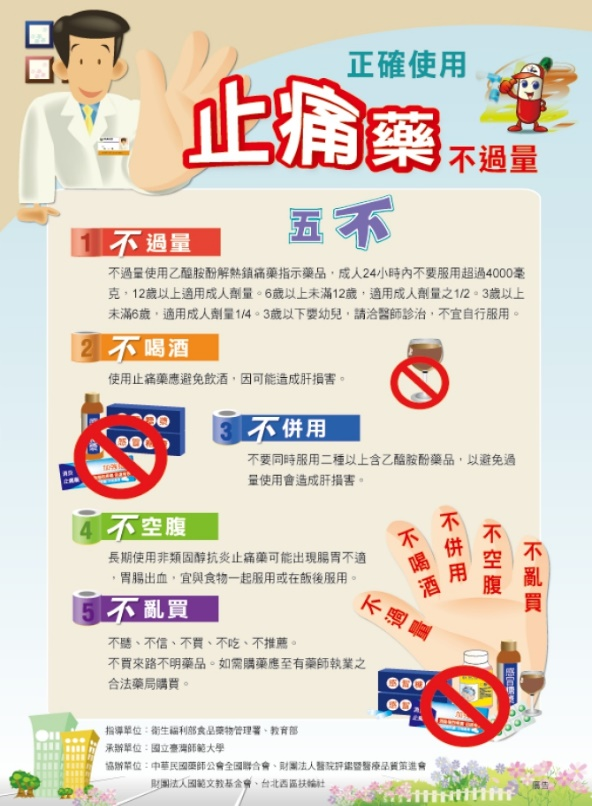 正確使用
止痛藥
不過量
五不
1 不過量
不過量使用乙醯胺酚解熱鎮痛藥指示藥品，成人24小時內不要服用超過4000毫
克，12歲以上適用成人劑量。6歲以上未滿12歲，適用成人劑量之1/2。3歲以上
未滿6歲，適用成人劑量1/4。3歲以下嬰幼兒，請洽醫師診治，不宜自行服用。
2 不喝酒
使用止痛藥應避免飲酒，因可能造成肝損害。
3 不併用
不要同時服用二種以上含乙醯胺酚藥品，以避免過
量使用會造成肝損害。
4 不空腹
長期使用非類固醇抗炎止痛藥可能出現腸胃不適
，胃腸出血，宜與食物一起服用或在飯後服用。
5 不亂買
不聽、不信、不買、不吃、不推薦。
不買來路不明藥品。如需購藥應至有藥師執業之
合法藥局購買。
不過量
不喝酒
不併用
不空腹
不亂買
指導單位：衛生福利部食品藥物管理署、教育部
承辦單位：國立臺灣師範大學
協辦單位：中華民國藥師公會全國聯合會、財團法人醫院評鑑暨醫療品質策進會
財團法人國範文教基金會、台北西區扶輪社
廣告